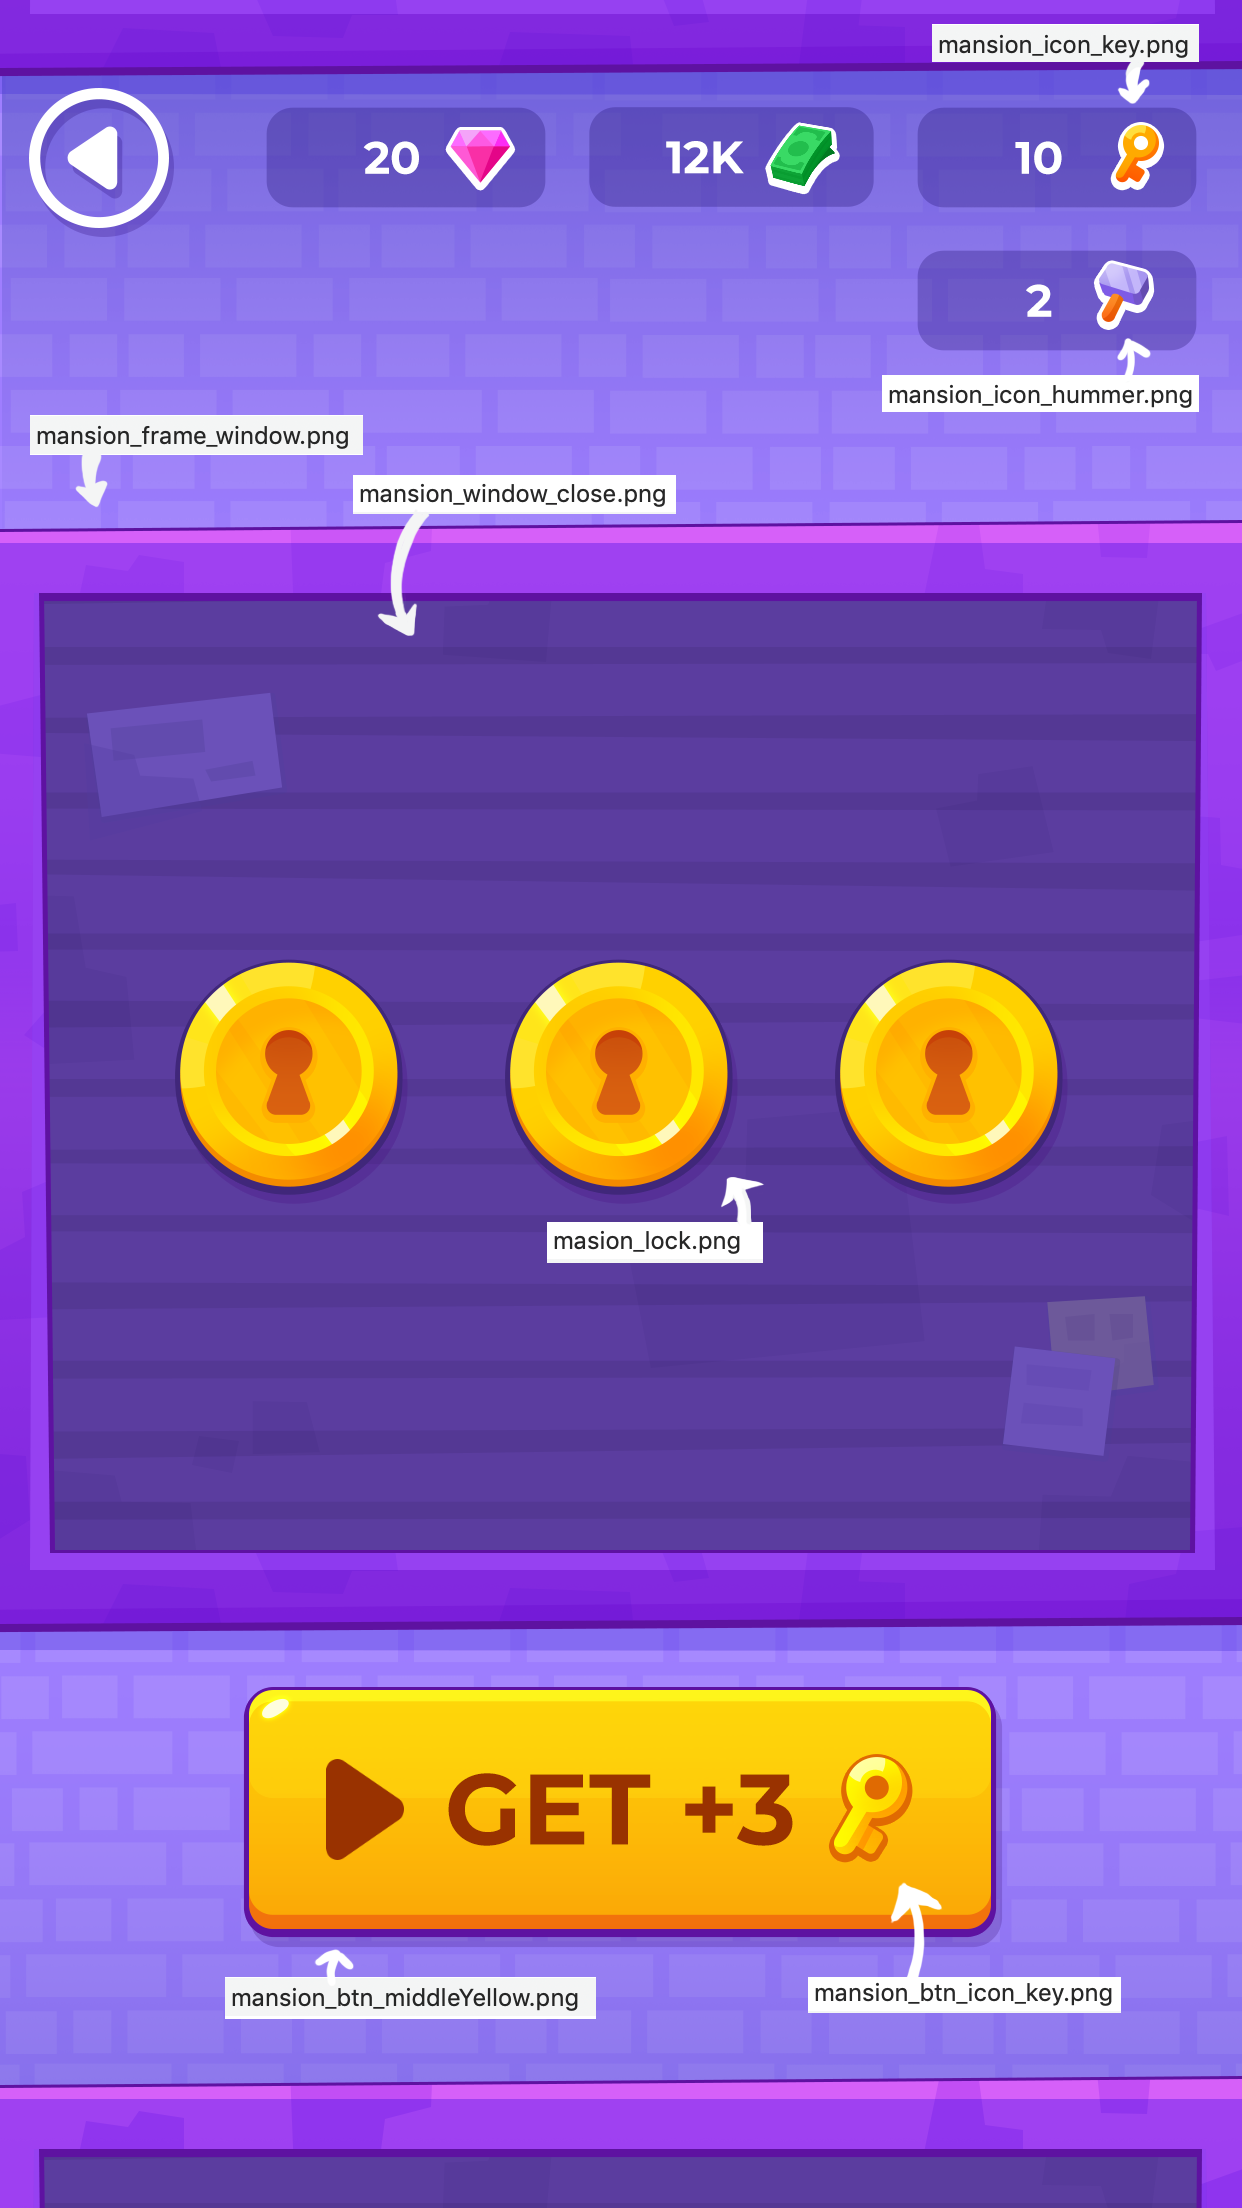 mansion_icon_key.png
20
12K
10
2
mansion_icon_hummer.png
mansion_frame_window.png
mansion_window_close.png
masion_lock.png
GET +3
mansion_btn_middleYellow.png
mansion_btn_icon_key.png